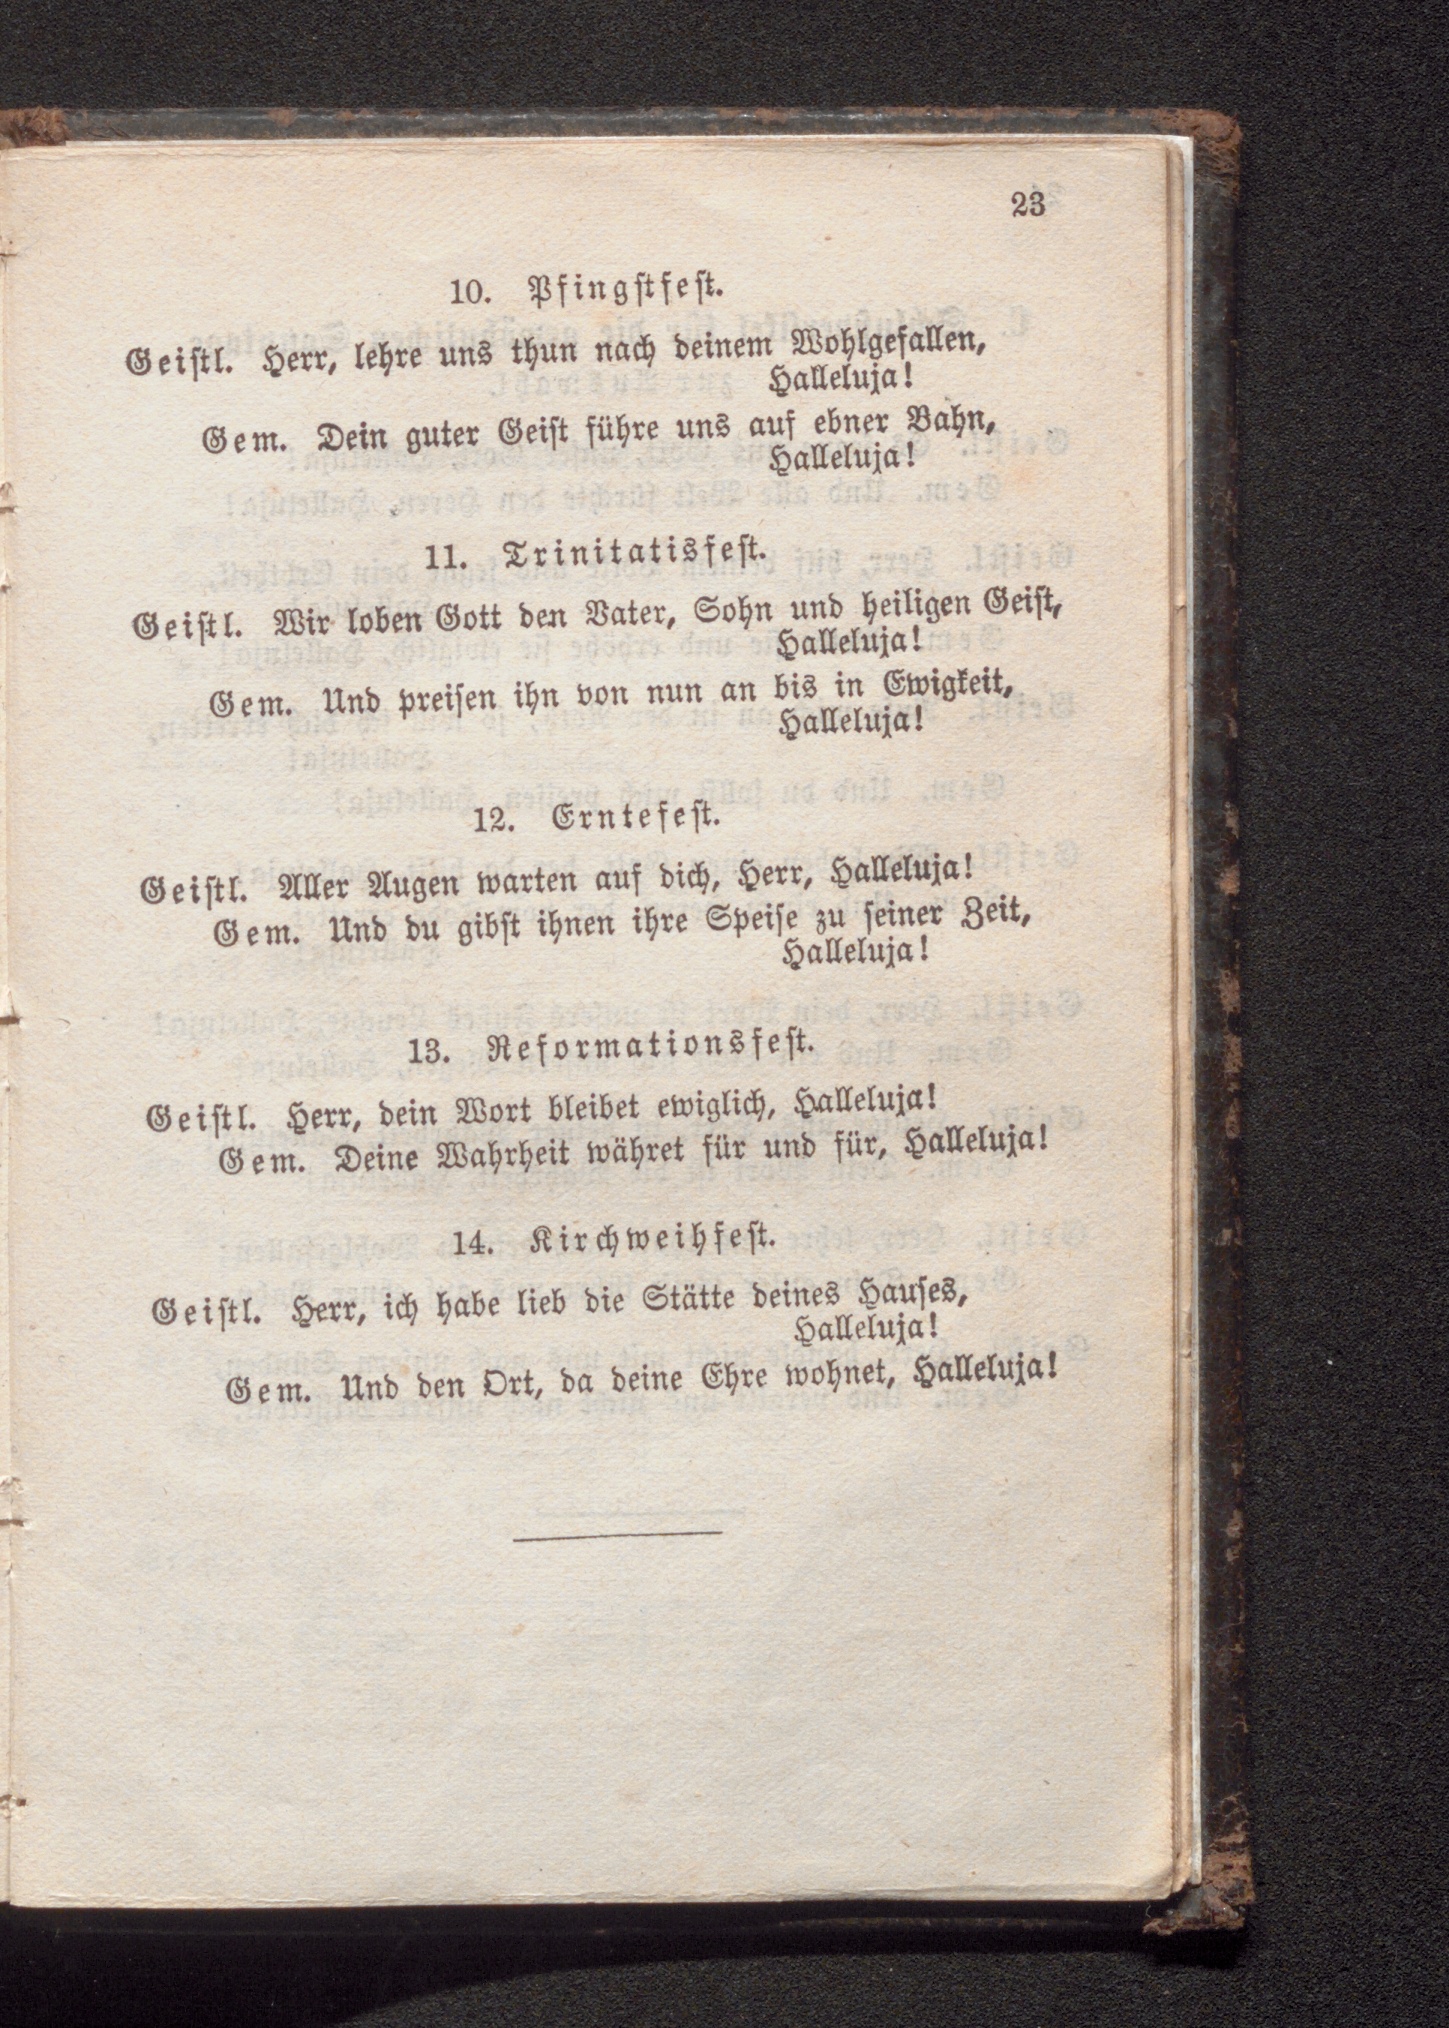 23
10. Pfingstfest.
Geistl. Herr, lehre uns thun nach deinem Wohlgefallen,
Halleluja!
Gem. Dein guter Geist führe uns auf ebner Bahn,
Halleluja!
11. Trinitatisfest.
Geistl. Wir loben Gott den Vater, Sohn und heiligen Geist,
Halleluja!
Gem. Und preisen ihn von nun an bis in Ewigkeit,
Halleluja!
12. Erntefest.
Geistl. Aller Augen warten auf dich, Herr, Halleluja!
Gem. Und du gibst ihnen ihre Speise zu seiner Zeit,
Halleluja!
13. Reformationsfest.
Geistl. Herr, dein Wort bleibet ewiglich, Halleluja!
Gem. Deine Wahrheit währet für und für, Halleluja!
14. Kirchweihfest.
Geistl. Herr, ich habe lieb die Stätte deines Hauses,
Halleluja!
Gem. Und den Ort, da deine Ehre wohnet, Halleluja!